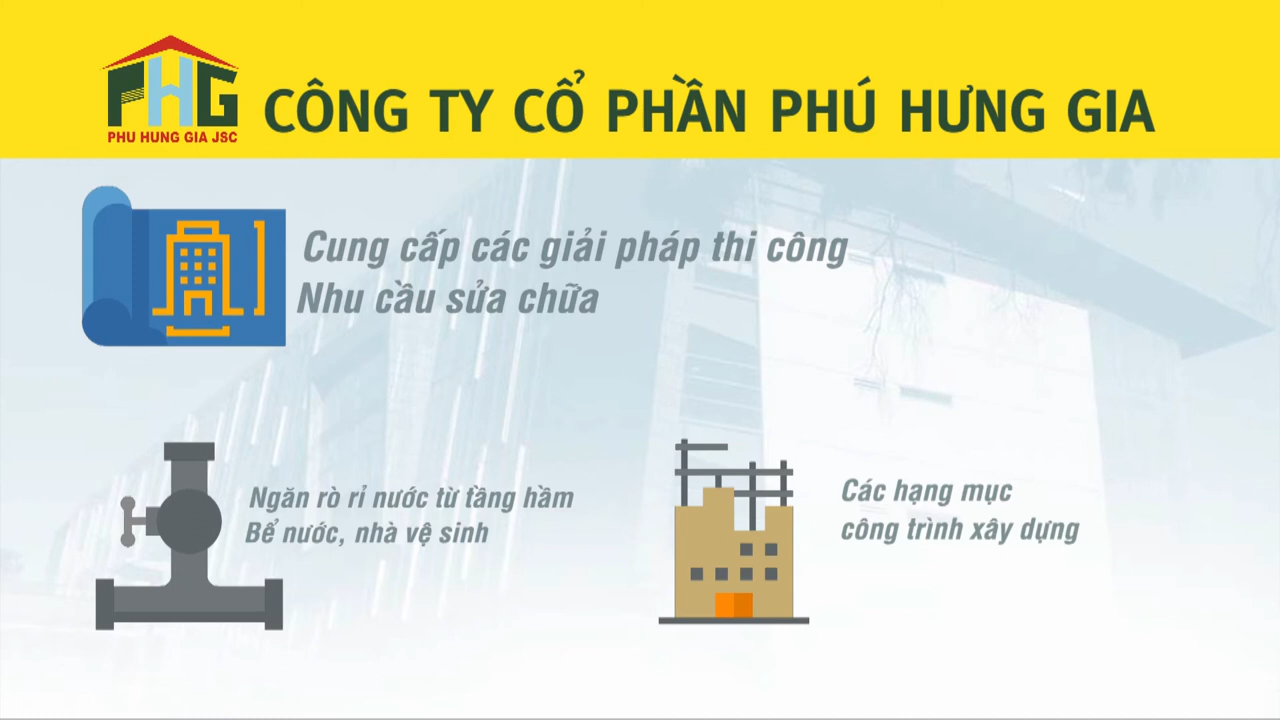 PHG
PHU HUNG GIA JSC
CÔNG TY CỔ PHẦN PHÚ HƯNG GIA
Cung cấp các giải pháp thi công
Nhu cầu sửa chữa
Ngăn rò rỉ nước từ tầng hầm
Bể nước, nhà vệ sinh
Các hạng mục
công trình xây dựng